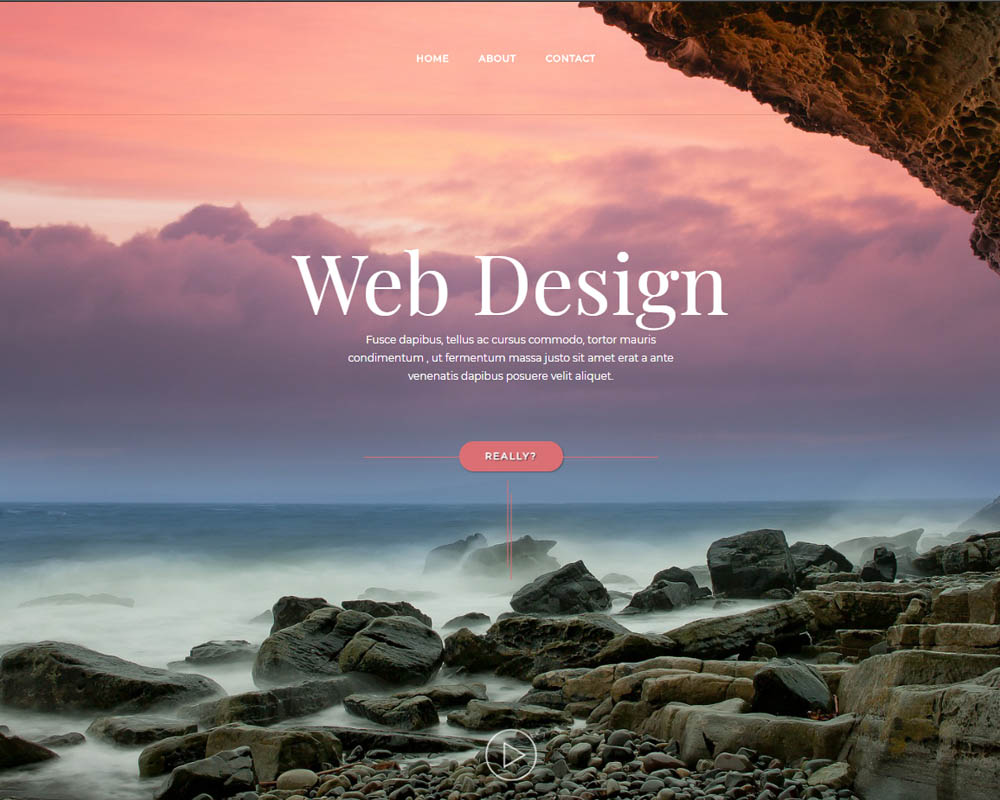 HOME ABOUT CONTACT
Web Design
Fusce dapibus, tellus ac cursus commodo, tortor mauris
condimentum , ut fermentum massa justo sit amet erat a ante
venenatis dapibus posuere velit aliquet.
REALLY?